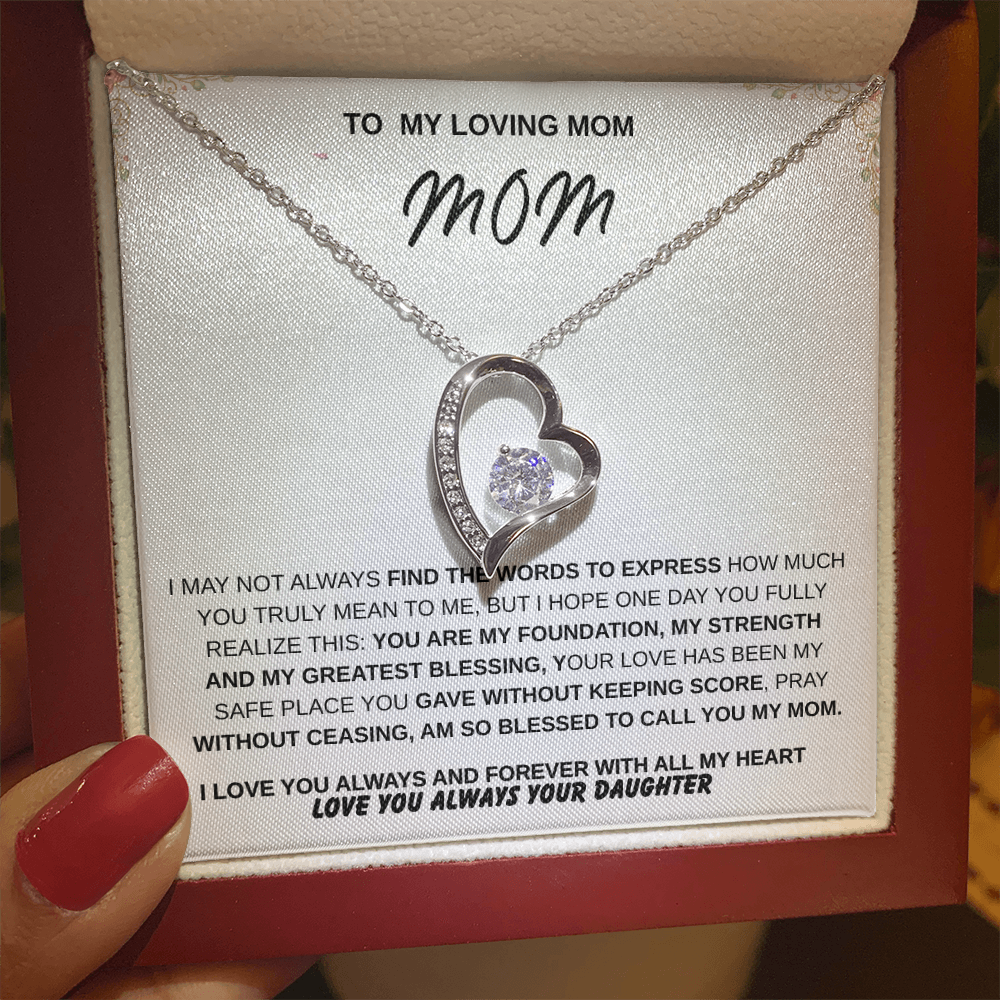 TO MY LOVING MOM
MOM
I MAY NOT ALWAYS FIND THE WORDS TO EXPRESS HOW MUCH
YOU TRULY MEAN TO ME, BUT I HOPE ONE DAY YOU FULLY
REALIZE THIS: YOU ARE MY FOUNDATION, MY STRENGTH
AND MY GREATEST BLESSING, YOUR LOVE HAS BEEN MY
SAFE PLACE YOU GAVE WITHOUT KEEPING SCORE, PRAY
WITHOUT CEASING, AM SO BLESSED TO CALL YOU MY MOM.
I LOVE YOU ALWAYS AND FOREVER WITH ALL MY HEART
LOVE YOU ALWAYS YOUR DAUGHTER